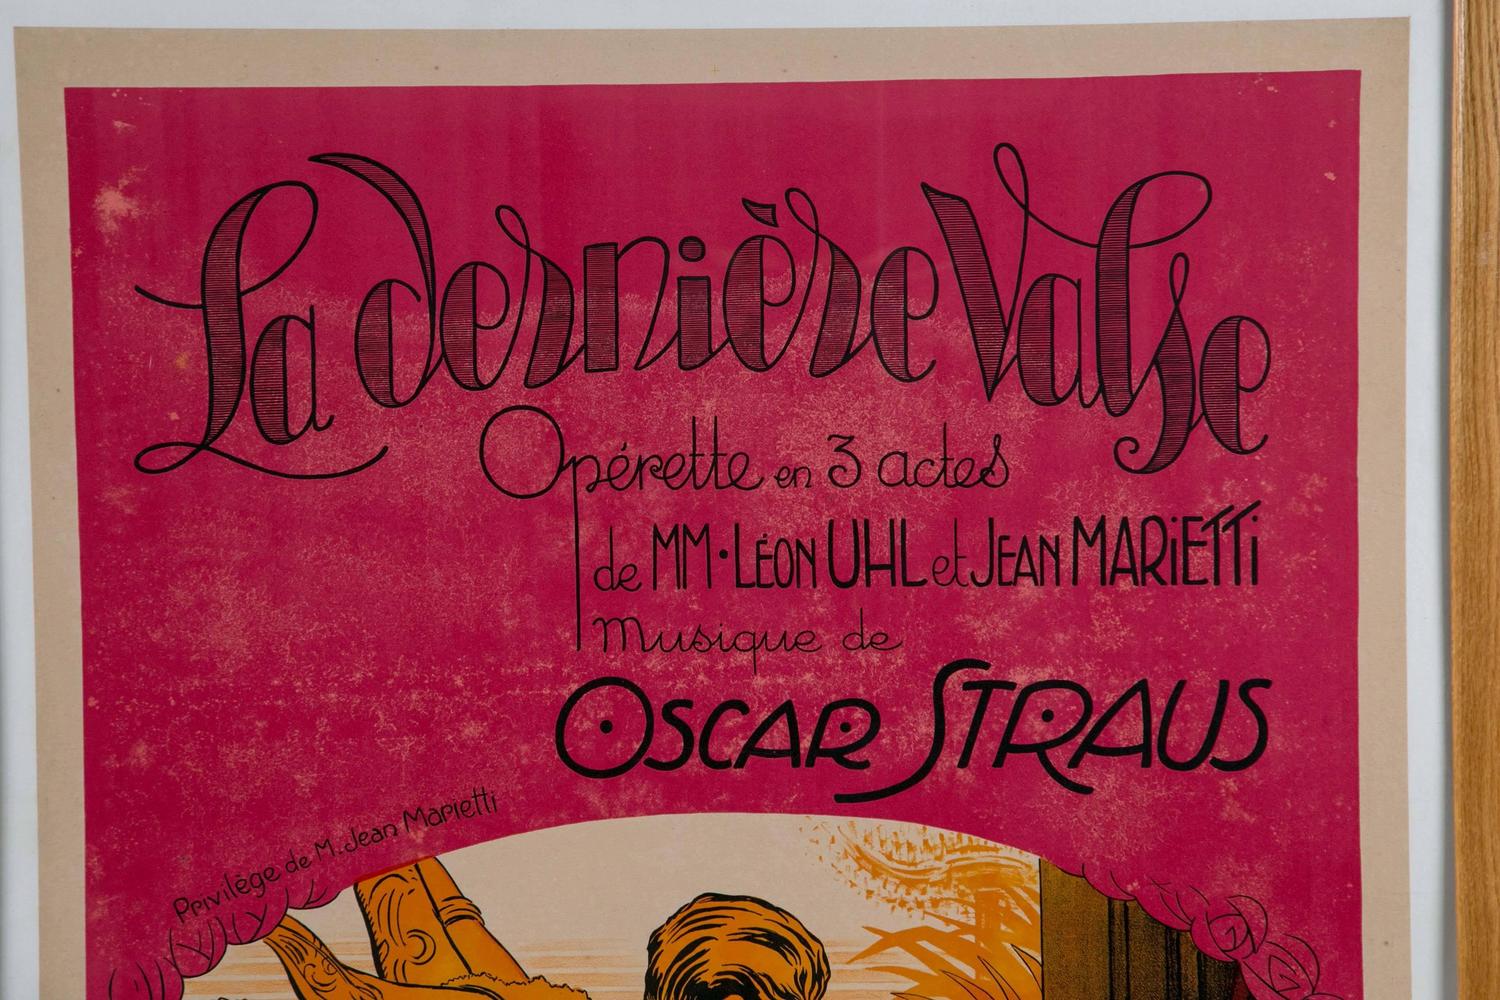 La dernière Valse
Opérette en 3 actes
de MM·LÉON UHL et JEAN MARiETTi
Musique de
OSCAR STRAUS
Privilège de M. Jean Marietti